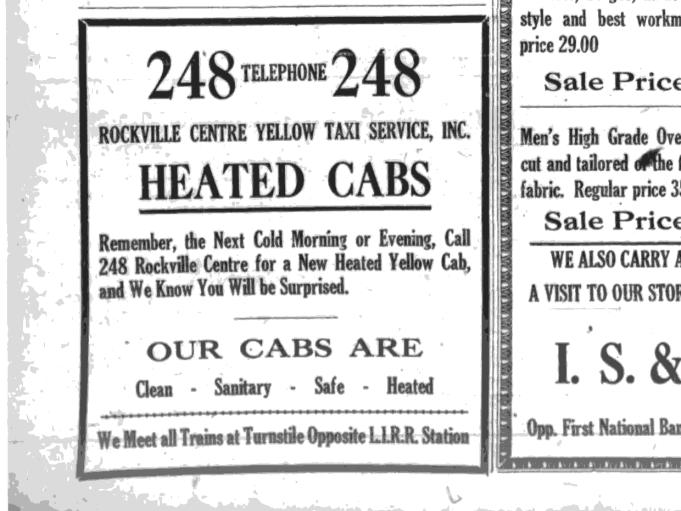 248 TELEPHONE 248
ROCKVILLE CENTRE YELLOW TAXI SERVICE, INC.
HEATED CABS
Remember, the Next Cold Morning or Evening, Call
248 Rockville Centre for a New Heated Yellow Cab,
and We Know You Will be Surprised.
OUR CABS ARE
Clean - Sanitary - Safe - Heated
We Meet all Trains at Turnstile Opposite L.I.R.R. Station
style and best workm
price 29.00
Sale Price
Men's High Grade Ove
cut and tailored of the f
fabric. Regular price 35
Sale Price
WE ALSO CARRY A
A VISIT TO OUR STOR
I. S. &
Opp. First National Ban